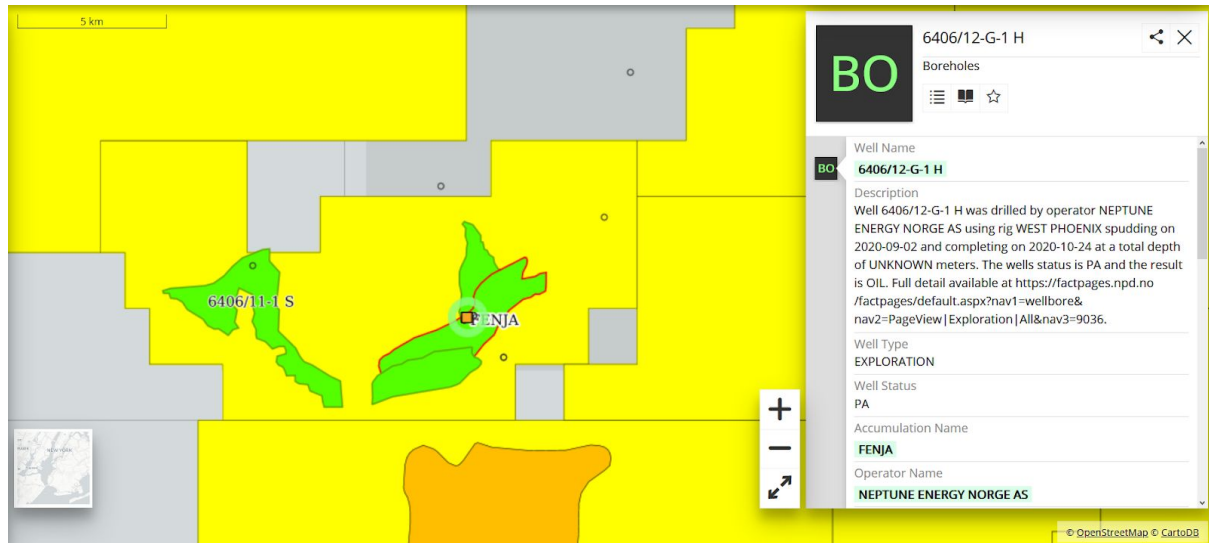 5 km
6406/11-1 S
FENJA
NEW YORK
BO
6406/12-G-1 H
Boreholes
BO
Well Name
6406/12-G-1 H
Description
Well 6406/12-G-1 H was drilled by operator NEPTUNE
ENERGY NORGE AS using rig WEST PHOENIX spudding on
2020-09-02 and completing on 2020-10-24 at a total depth
of UNKNOWN meters. The wells status is PA and the result
is OIL. Full detail available at https://factpages.npd.no
/factpages/default.aspx?nav1=wellbore&
nav2=PageView|Exploration|All&nav3=9036.
Well Type
EXPLORATION
Well Status
PA
Accumulation Name
FENJA
Operator Name
NEPTUNE ENERGY NORGE AS
© OpenStreetMap © CartoDB